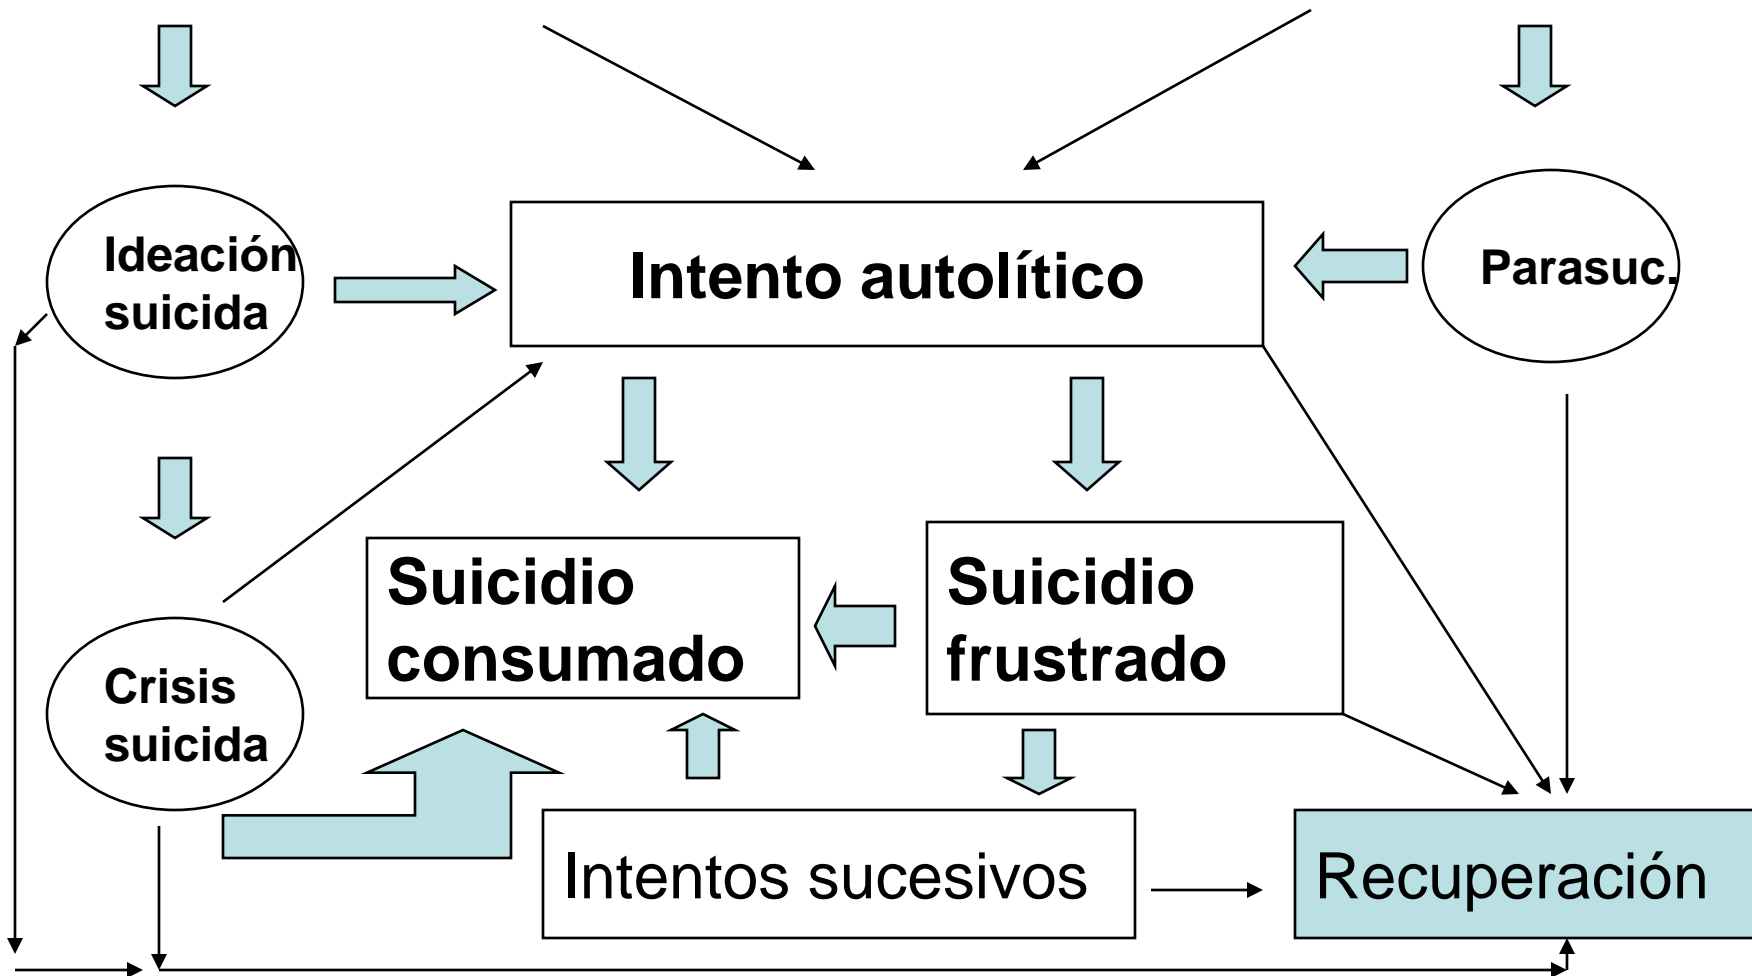 Ideación
suicida
Intento autolítico
Parasuc.
Suicidio
consumado
Suicidio
frustrado
Crisis
suicida
Intentos sucesivos
Recuperación